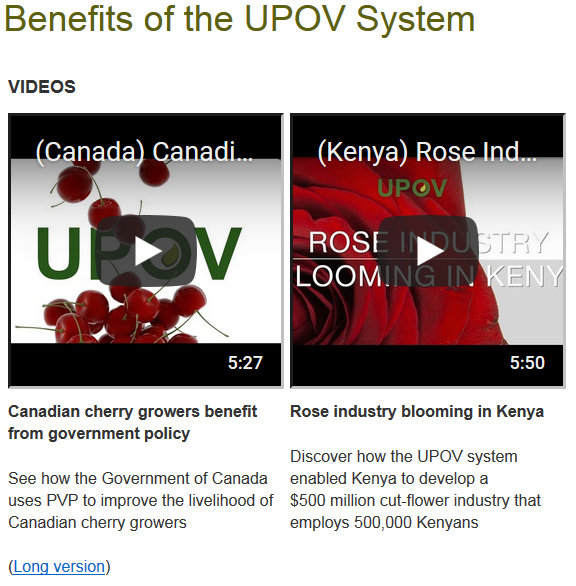 Benefits of the UPOV System
VIDEOS
(Canada) Canadi...
UPOV
5:27
(Kenya) Rose Ind...
UPOV
ROSE INDUSTRY
LOOMING IN KENY
5:50
Canadian cherry growers benefit
from government policy
See how the Government of Canada
uses PVP to improve the livelihood of
Canadian cherry growers
(Long version)
Rose industry blooming in Kenya
Discover how the UPOV system
enabled Kenya to develop a
$500 million cut-flower industry that
employs 500,000 Kenyans